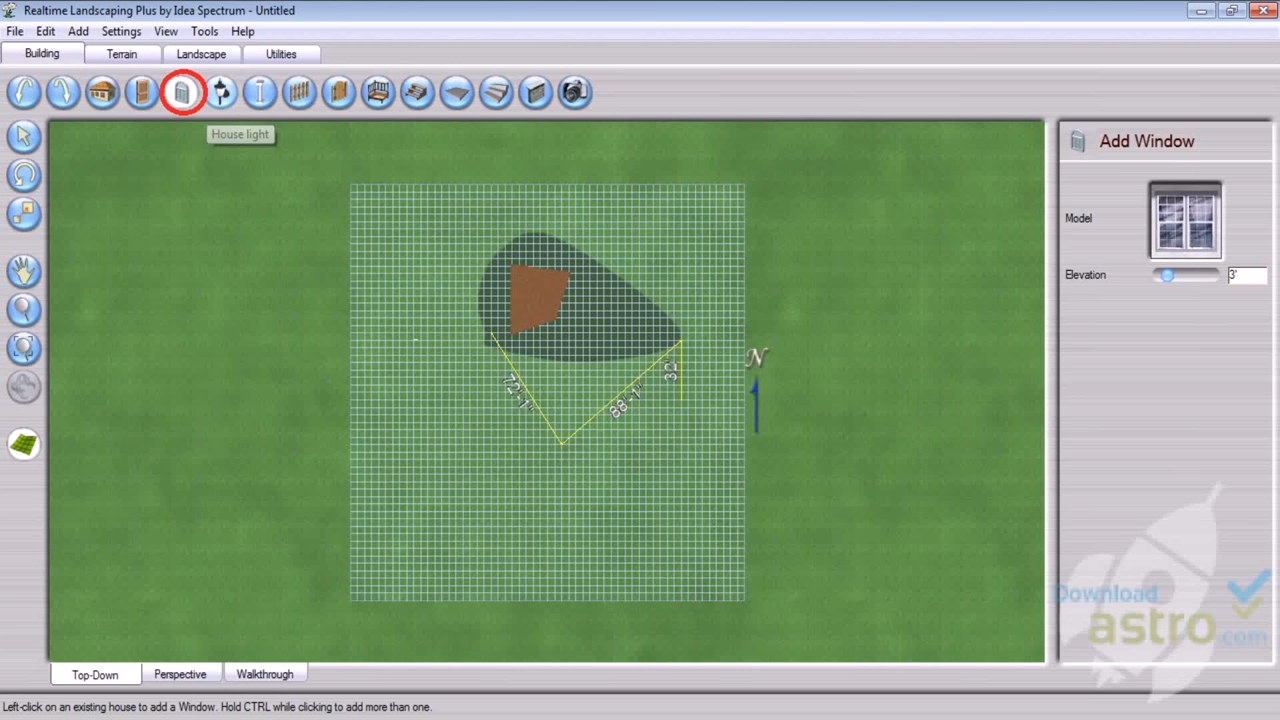 Realtime Landscaping Plus by Idea Spectrum - Untitled
File Edit Add Settings View Tools Help
Building Terrain Landscape Utilities
House light
Add Window
Model
Elevation 3'
N
72'-1"
88'-1"
32'
Download
astro.com
Top-Down Perspective Walkthrough
Left-click on an existing house to add a Window. Hold CTRL while clicking to add more than one.